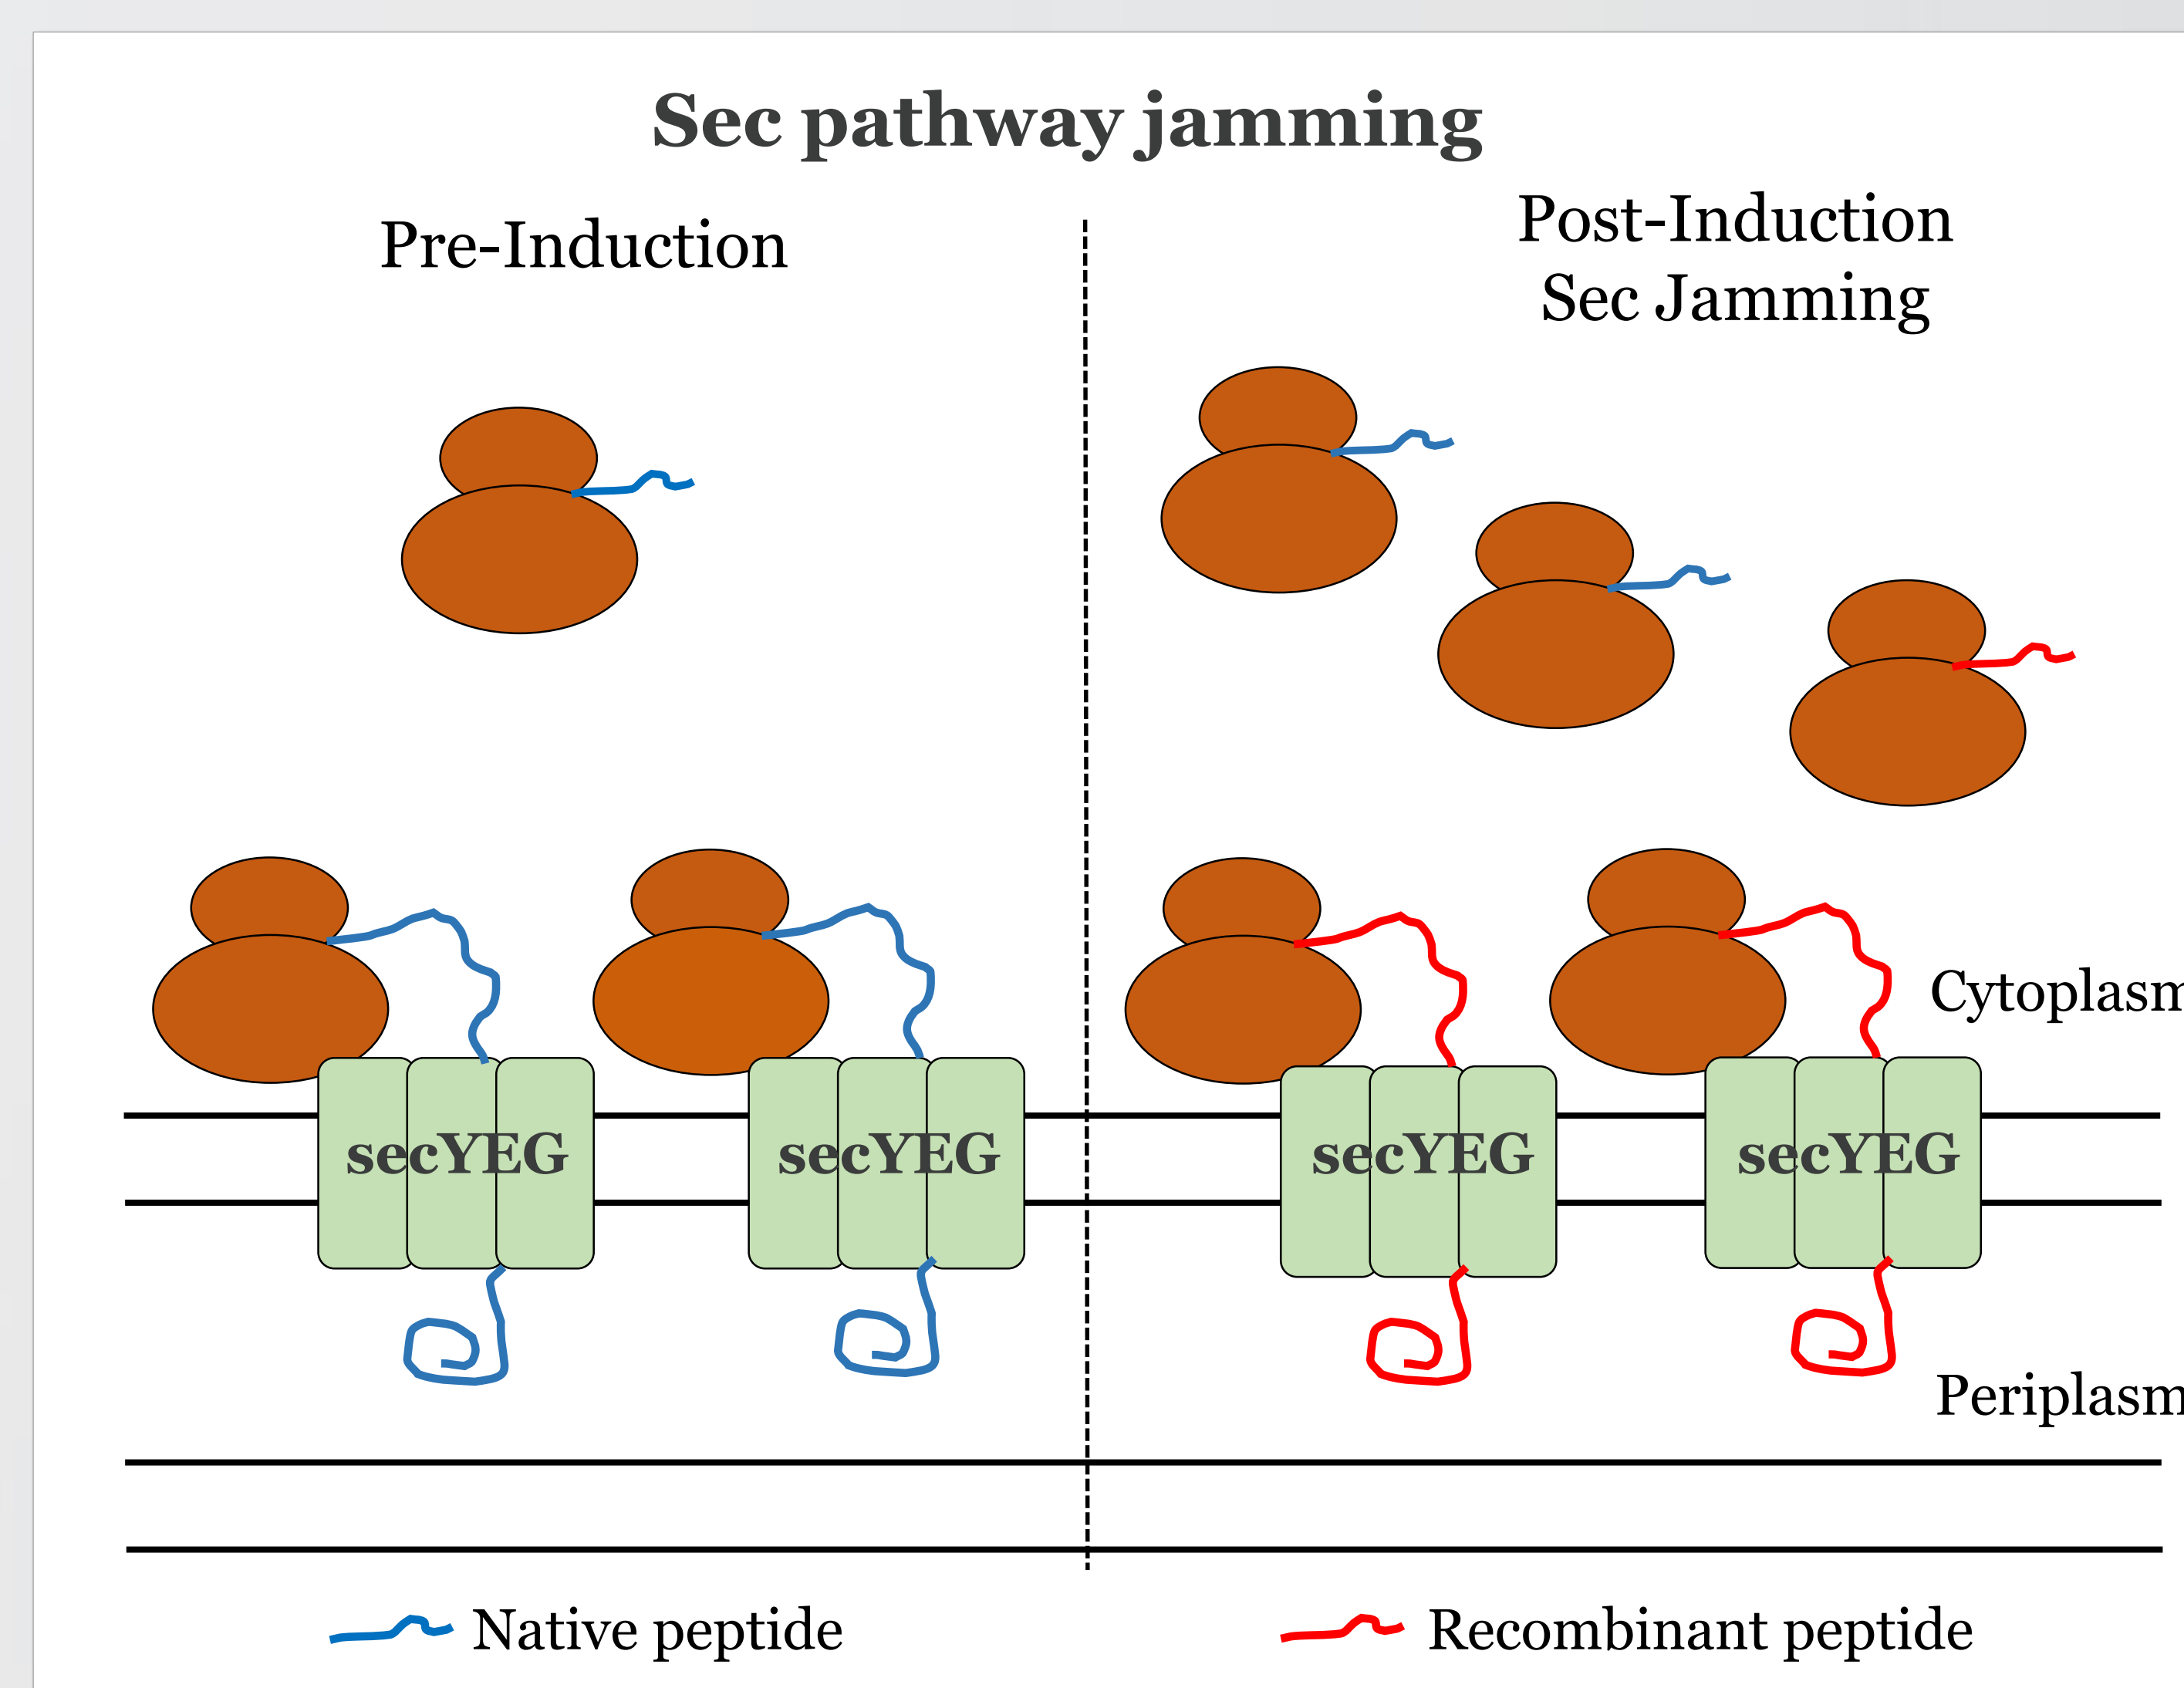 Sec pathway jamming
Pre-Induction
Post-Induction
Sec Jamming
Cytoplasm
secYEG
secYEG
secYEG
secYEG
Periplasm
Native peptide
Recombinant peptide